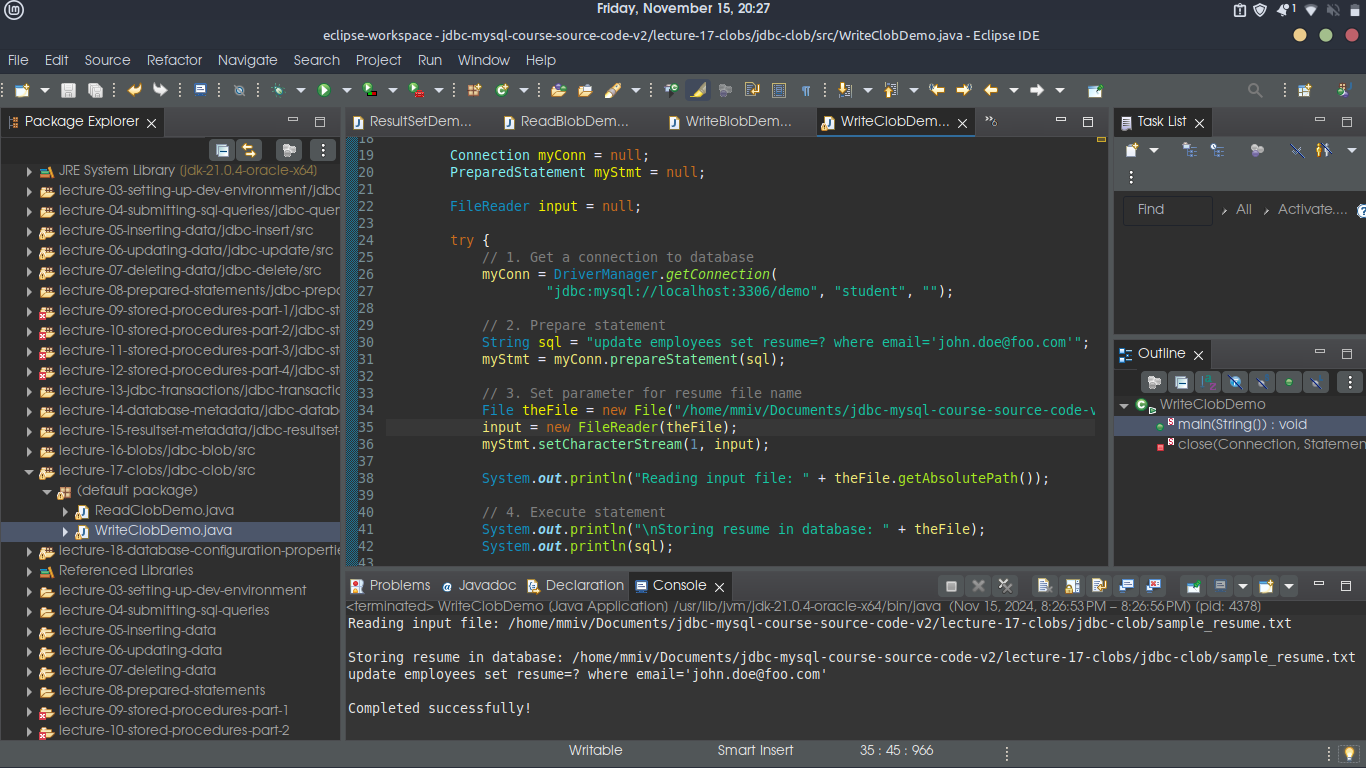 Friday, November 15, 20:27
1
eclipse-workspace - jdbc-mysql-course-source-code-v2/lecture-17-clobs/jdbc-clob/src/WriteClobDemo.java - Eclipse IDE
File Edit Source Refactor Navigate Search Project Run Window Help
Package Explorer
JRE System Library [jdk-21.0.4-oracle-x64]
lecture-03-setting-up-dev-environment/jdbc
lecture-04-submitting-sql-queries/jdbc-quer
lecture-05-inserting-data/jdbc-insert/src
lecture-06-updating-data/jdbc-update/src
lecture-07-deleting-data/jdbc-delete/src
lecture-08-prepared-statements/jdbc-prepa
lecture-09-stored-procedures-part-1/jdbc-st
lecture-10-stored-procedures-part-2/jdbc-st
lecture-11-stored-procedures-part-3/jdbc-st
lecture-12-stored-procedures-part-4/jdbc-st
lecture-13-jdbc-transactions/jdbc-transactio
lecture-14-database-metadata/jdbc-datab
lecture-15-resultset-metadata/jdbc-resultset
lecture-16-blobs/jdbc-blob/src
lecture-17-clobs/jdbc-clob/src
(default package)
ReadClobDemo.java
WriteClobDemo.java
lecture-18-database-configuration-propertie
Referenced Libraries
lecture-03-setting-up-dev-environment
lecture-04-submitting-sql-queries
lecture-05-inserting-data
lecture-06-updating-data
lecture-07-deleting-data
lecture-08-prepared-statements
lecture-09-stored-procedures-part-1
lecture-10-stored-procedures-part-2
ResultSetDem... ReadBlobDem... WriteBlobDem... WriteClobDem...
18
19 Connection myConn = null;
20 PreparedStatement myStmt = null;
21
22 FileReader input = null;
23
24 try {
25 // 1. Get a connection to database
26 myConn = DriverManager.getConnection(
27 "jdbc:mysql://localhost:3306/demo", "student", "");
28
29 // 2. Prepare statement
30 String sql = "update employees set resume=? where email='john.doe@foo.com'";
31 myStmt = myConn.prepareStatement(sql);
32
33 // 3. Set parameter for resume file name
34 File theFile = new File("/home/mmiv/Documents/jdbc-mysql-course-source-code-v
35 input = new FileReader(theFile);
36 myStmt.setCharacterStream(1, input);
37
38 System.out.println("Reading input file: " + theFile.getAbsolutePath());
39
40 // 4. Execute statement
41 System.out.println("\nStoring resume in database: " + theFile);
42 System.out.println(sql);
43
Task List
Find All Activate....
Outline
WriteClobDemo
main(String[]) : void
close(Connection, Statemen
Problems Javadoc Declaration Console
<terminated> WriteClobDemo [Java Application] /usr/lib/jvm/jdk-21.0.4-oracle-x64/bin/java (Nov 15, 2024, 8:26:53 PM – 8:26:56 PM) [pid: 4378]
Reading input file: /home/mmiv/Documents/jdbc-mysql-course-source-code-v2/lecture-17-clobs/jdbc-clob/sample_resume.txt
Storing resume in database: /home/mmiv/Documents/jdbc-mysql-course-source-code-v2/lecture-17-clobs/jdbc-clob/sample_resume.txt
update employees set resume=? where email='john.doe@foo.com'
Completed successfully!
Writable Smart Insert 35 : 45 : 966